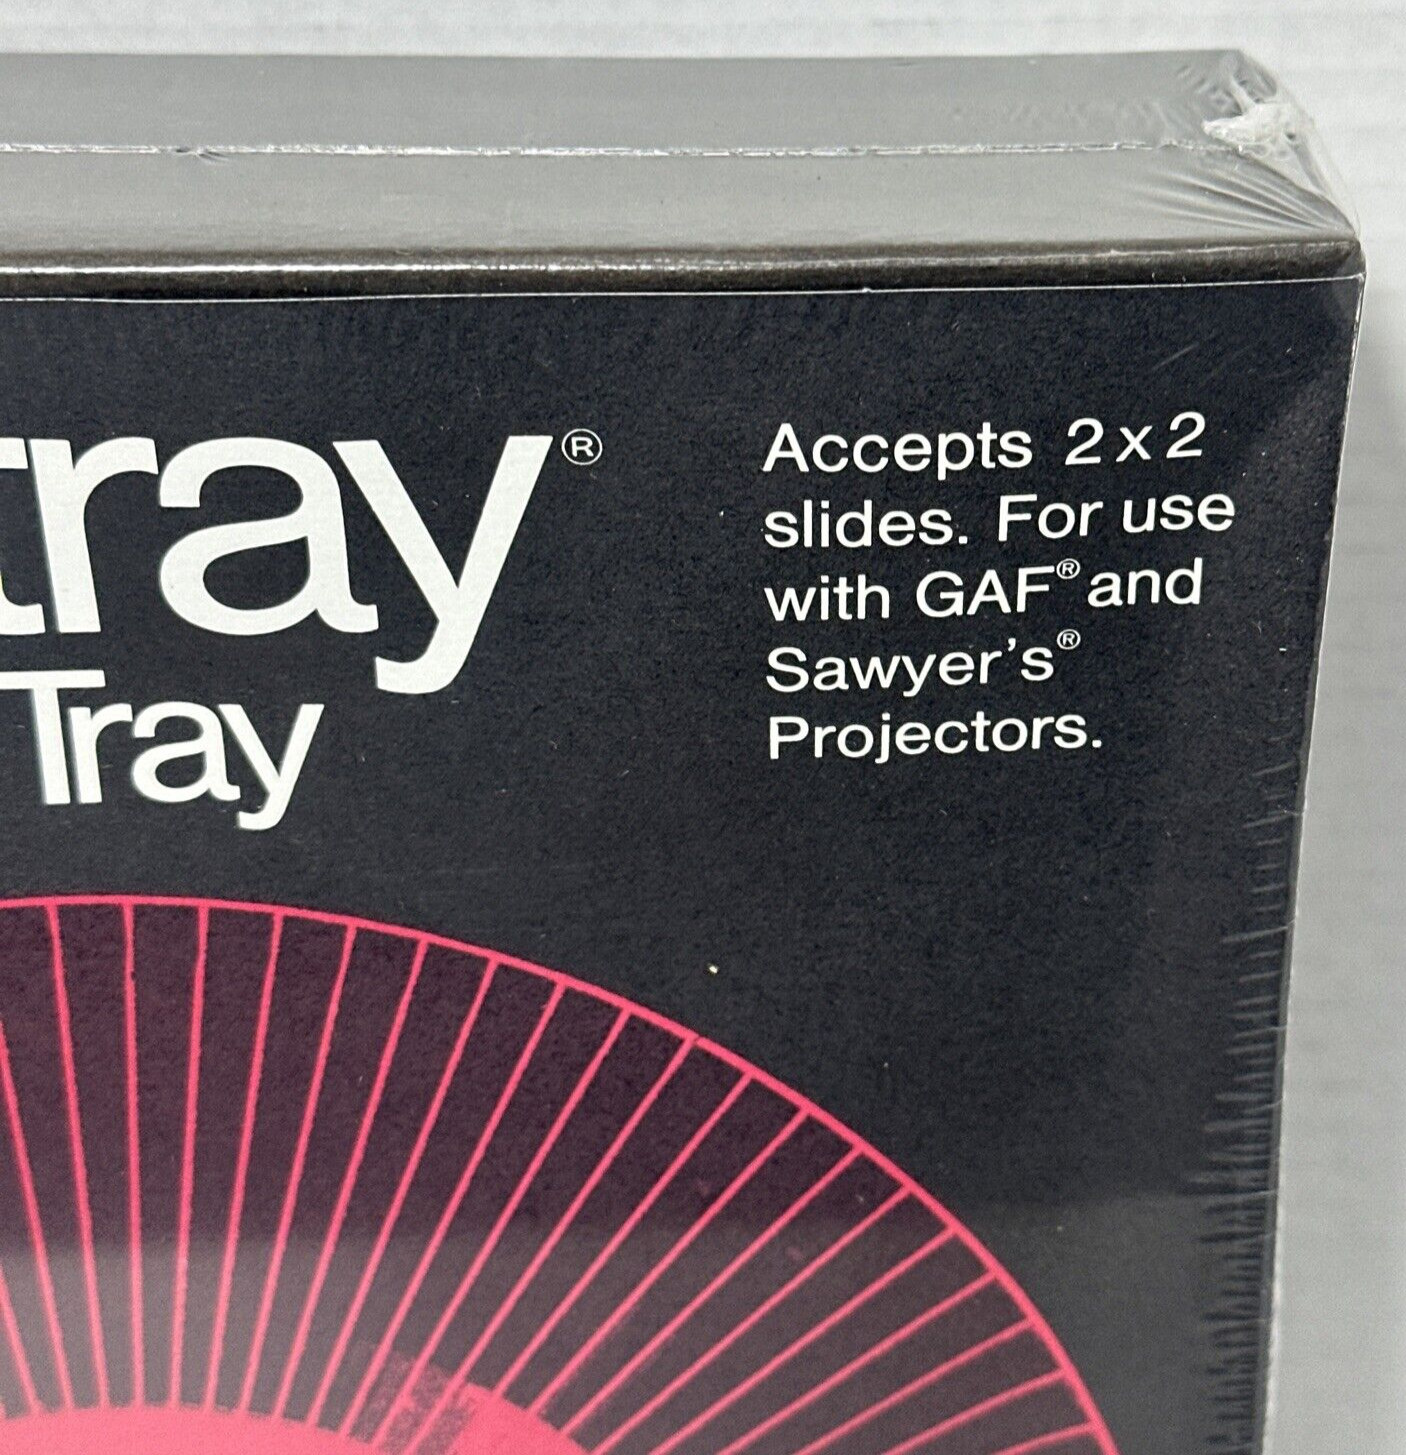 tray®
Tray
Accepts 2x2
slides. For use
with GAF® and
Sawyer's®
Projectors.